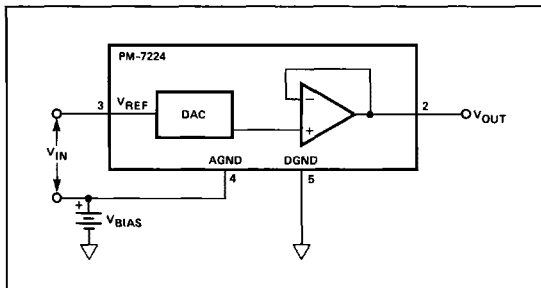 PM-7224
3
VREF
DAC
−
+
2
VOUT
VIN
AGND
DGND
4
5
+
VBIAS